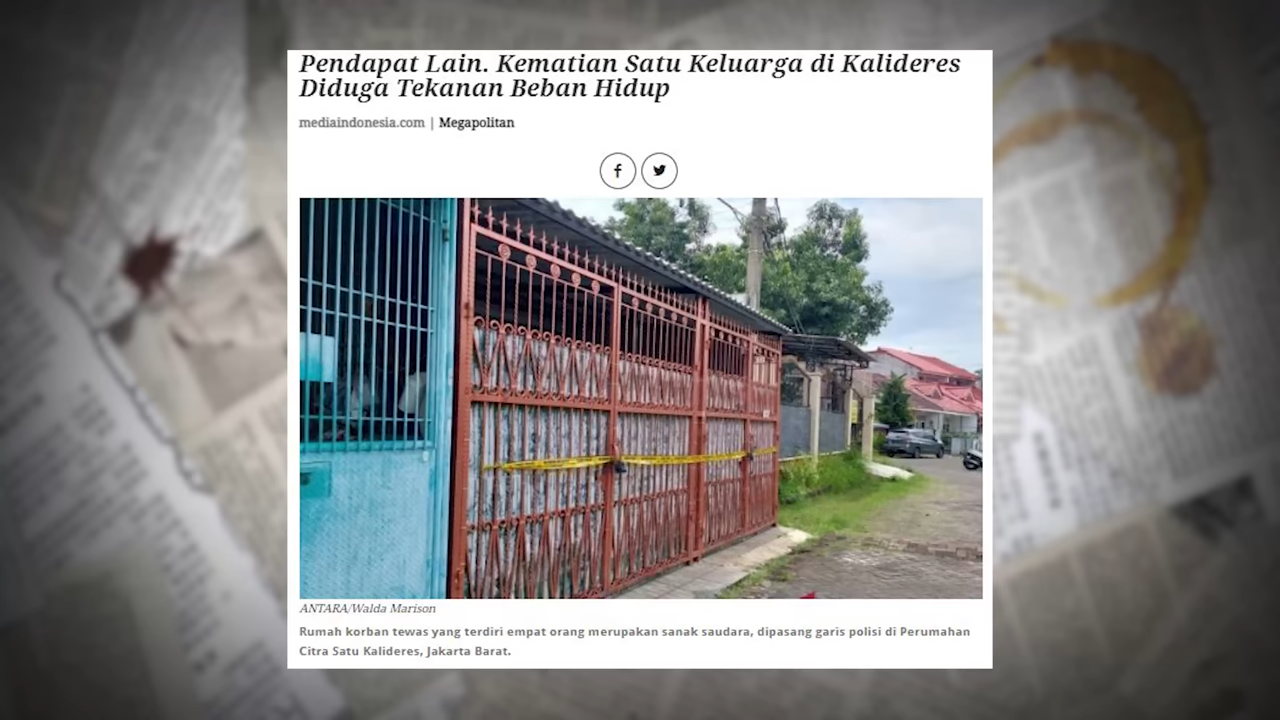 Pendapat Lain. Kematian Satu Keluarga di Kalideres
Diduga Tekanan Beban Hidup
mediaindonesia.com | Megapolitan
ANTARA/Walda Marison
Rumah korban tewas yang terdiri empat orang merupakan sanak saudara, dipasang garis polisi di Perumahan
Citra Satu Kalideres, Jakarta Barat.